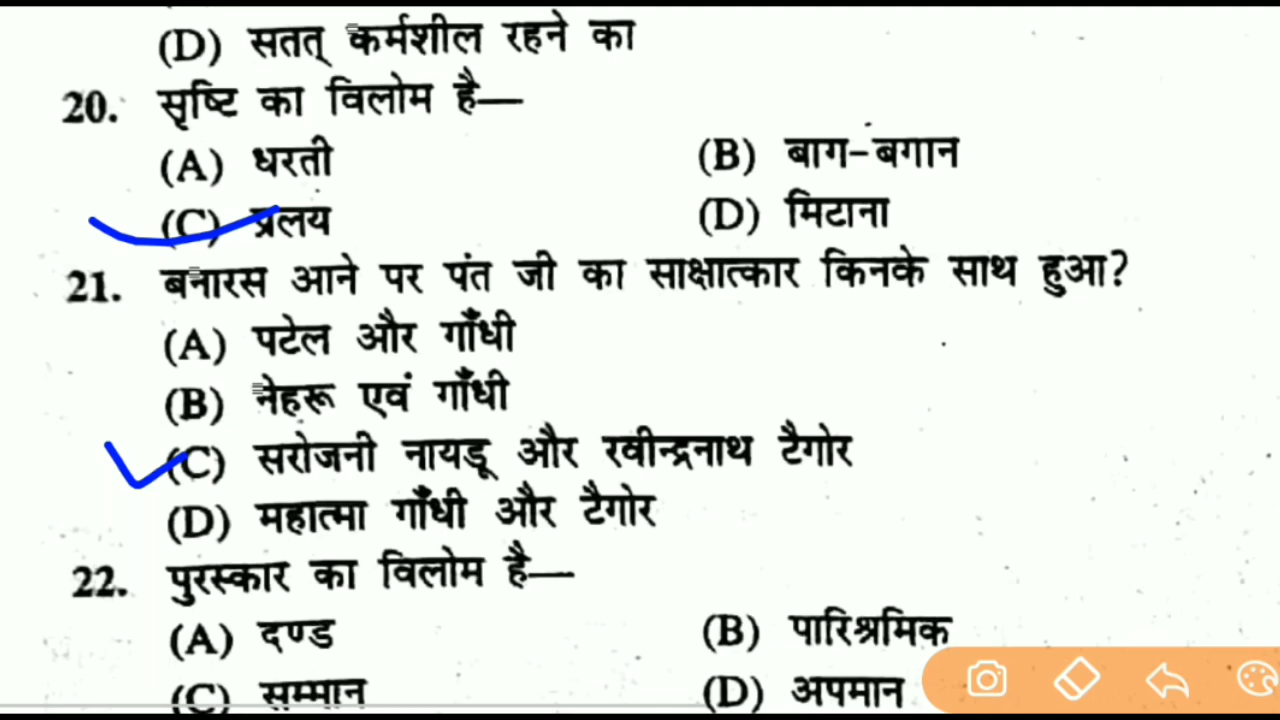 (D) सतत् कर्मशील रहने का
20. सृष्टि का विलोम है—
(A) धरती (B) बाग-बगान
(C) प्रलय (D) मिटाना
21. बनारस आने पर पंत जी का साक्षात्कार किनके साथ हुआ?
(A) पटेल और गाँधी
(B) नेहरू एवं गाँधी
(C) सरोजनी नायडू और रवीन्द्रनाथ टैगोर
(D) महात्मा गाँधी और टैगोर
22. पुरस्कार का विलोम है—
(A) दण्ड (B) पारिश्रमिक
(C) सम्मान (D) अपमान